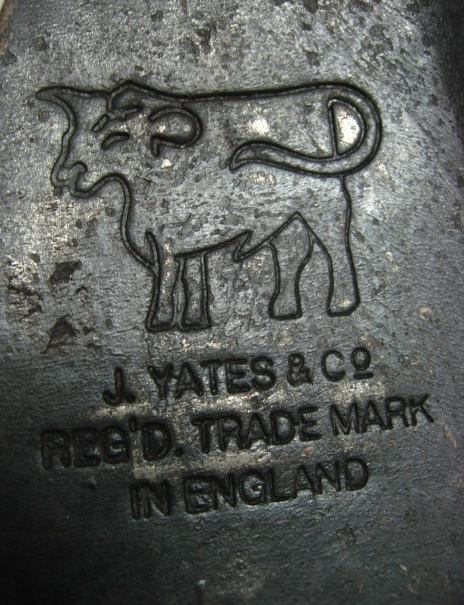 J. YATES & Co
REG'D. TRADE MARK
IN ENGLAND